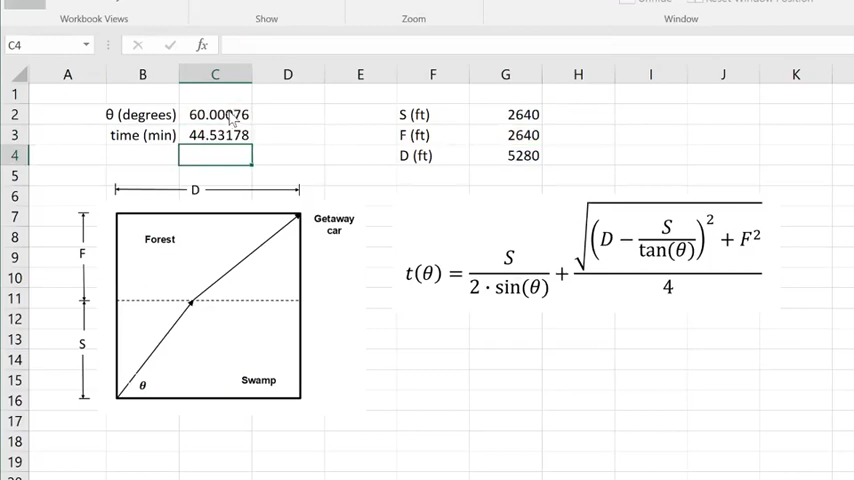 Workbook Views Show Zoom Window
C4 fx
A B C D E F G H I J K
1
2 θ (degrees) 60.00076 S (ft) 2640
3 time (min) 44.53178 F (ft) 2640
4 D (ft) 5280
5
6 D
7 Getaway
car
8 Forest
9 F
10 t(θ) = S / 2 · sin(θ) + √(D − S / tan(θ))² + F² / 4
11
12
13 S
14
15 θ Swamp
16
17
18
19